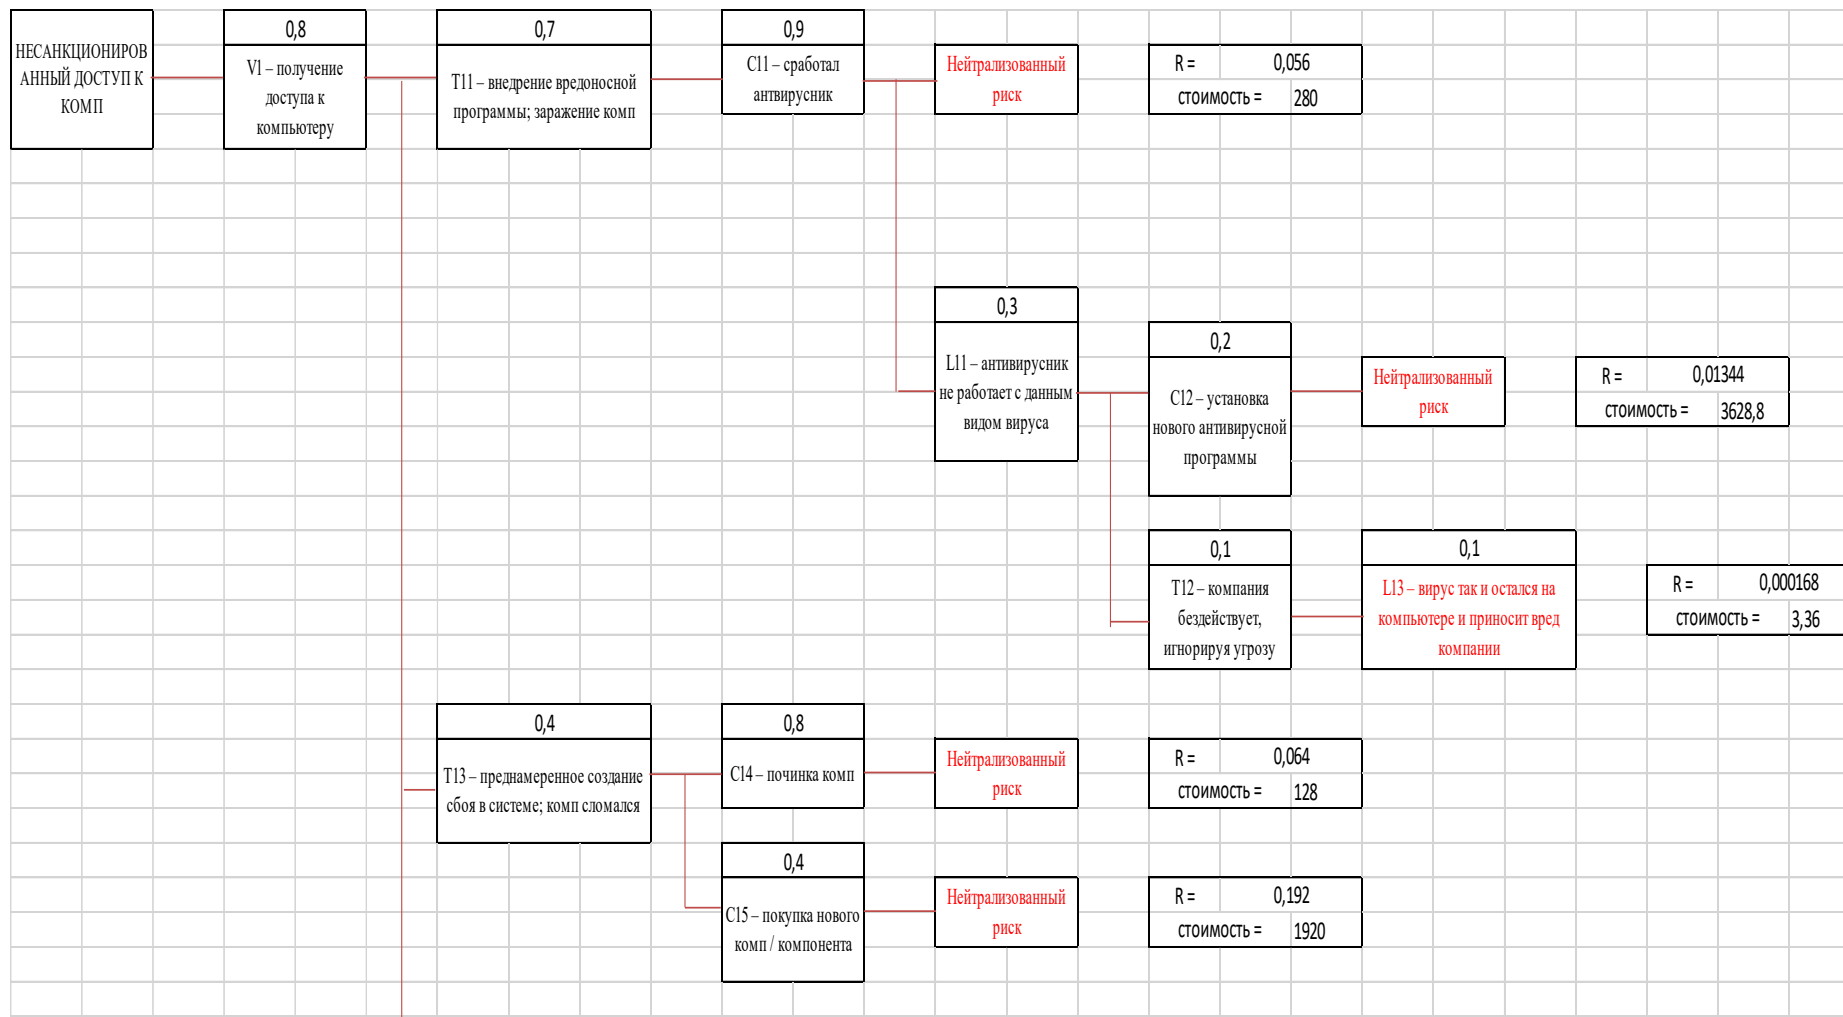 НЕСАНКЦИОНИРОВ
АННЫЙ ДОСТУП К
КОМП
0,8
V1 – получение
доступа к
компьютеру
0,7
T11 – внедрение вредоносной
программы; заражение комп
0,9
C11 – сработал
антвирусник
Нейтрализованный
риск
R = 0,056
стоимость = 280
0,3
L11 – антивирусник
не работает с данным
видом вируса
0,2
C12 – установка
нового антивирусной
программы
Нейтрализованный
риск
R = 0,01344
стоимость = 3628,8
0,1
T12 – компания
бездействует,
игнорируя угрозу
0,1
L13 – вирус так и остался на
компьютере и приносит вред
компании
R = 0,000168
стоимость = 3,36
0,4
T13 – преднамеренное создание
сбоя в системе; комп сломался
0,8
C14 – починка комп
Нейтрализованный
риск
R = 0,064
стоимость = 128
0,4
C15 – покупка нового
комп / компонента
Нейтрализованный
риск
R = 0,192
стоимость = 1920